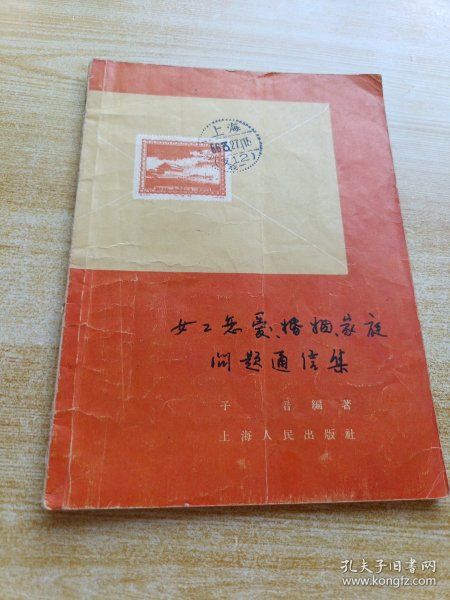 上海
女工恋爱、婚姻、家庭
问题通信集
子音編著
上海人民出版社
孔夫子旧书网
www.kongfz.com